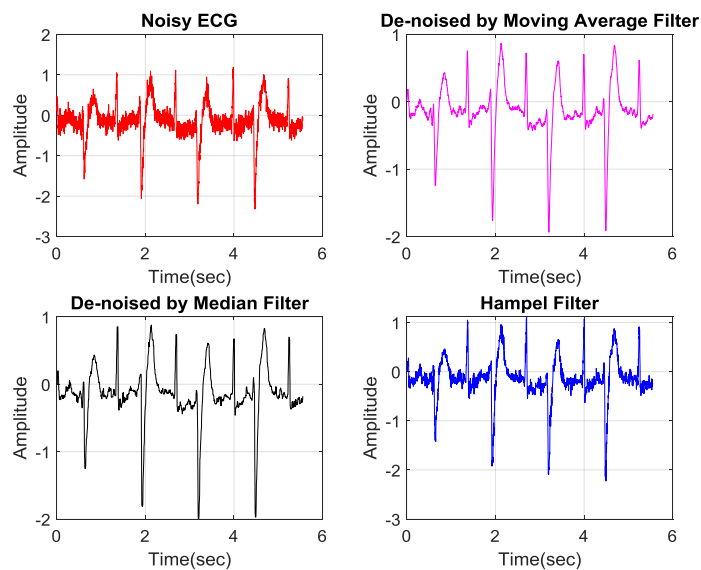 Noisy ECG
2
1
0
-1
-2
-3
Amplitude
0 2 4 6
Time(sec)
De-noised by Moving Average Filter
1
0
-1
-2
Amplitude
0 2 4 6
Time(sec)
De-noised by Median Filter
1
0
-1
-2
Amplitude
0 2 4 6
Time(sec)
Hampel Filter
1
0
-1
-2
-3
Amplitude
0 2 4 6
Time(sec)